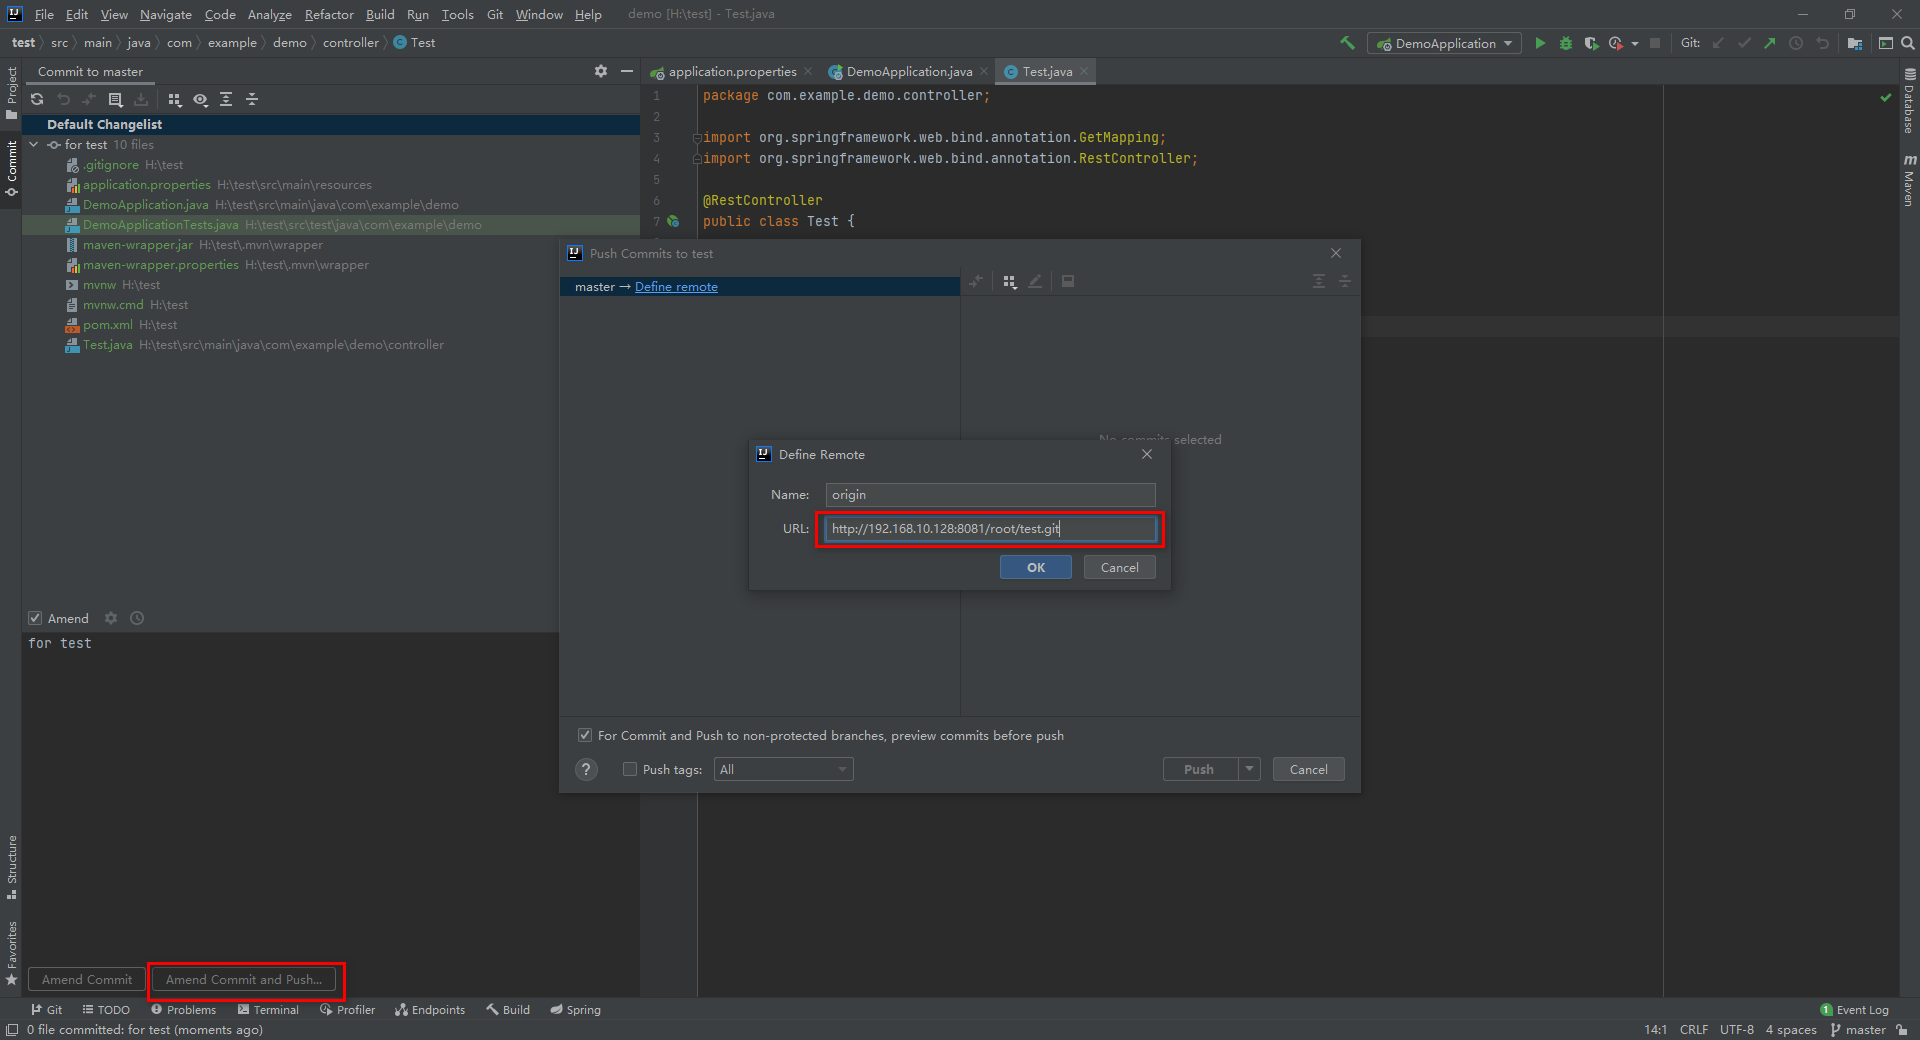 File Edit View Navigate Code Analyze Refactor Build Run Tools Git Window Help demo [H:\test] - Test.java
test src main java com example demo controller Test
DemoApplication Git:
Commit to master
application.properties DemoApplication.java Test.java
Default Changelist
for test 10 files
.gitignore H:\test
application.properties H:\test\src\main\resources
DemoApplication.java H:\test\src\main\java\com\example\demo
DemoApplicationTests.java H:\test\src\test\java\com\example\demo
maven-wrapper.jar H:\test\.mvn\wrapper
maven-wrapper.properties H:\test\.mvn\wrapper
mvnw H:\test
mvnw.cmd H:\test
pom.xml H:\test
Test.java H:\test\src\main\java\com\example\demo\controller
1 package com.example.demo.controller;
2
3 import org.springframework.web.bind.annotation.GetMapping;
4 import org.springframework.web.bind.annotation.RestController;
5
6 @RestController
7 public class Test {
Push Commits to test
master → Define remote
No commits selected
Define Remote
Name: origin
URL: http://192.168.10.128:8081/root/test.git
OK Cancel
For Commit and Push to non-protected branches, preview commits before push
? Push tags: All Push Cancel
Amend
for test
Amend Commit Amend Commit and Push...
Project
Commit
Structure
Favorites
Database
m Maven
Git TODO Problems Terminal Profiler Endpoints Build Spring 1 Event Log
0 file committed: for test (moments ago) 14:1 CRLF UTF-8 4 spaces master